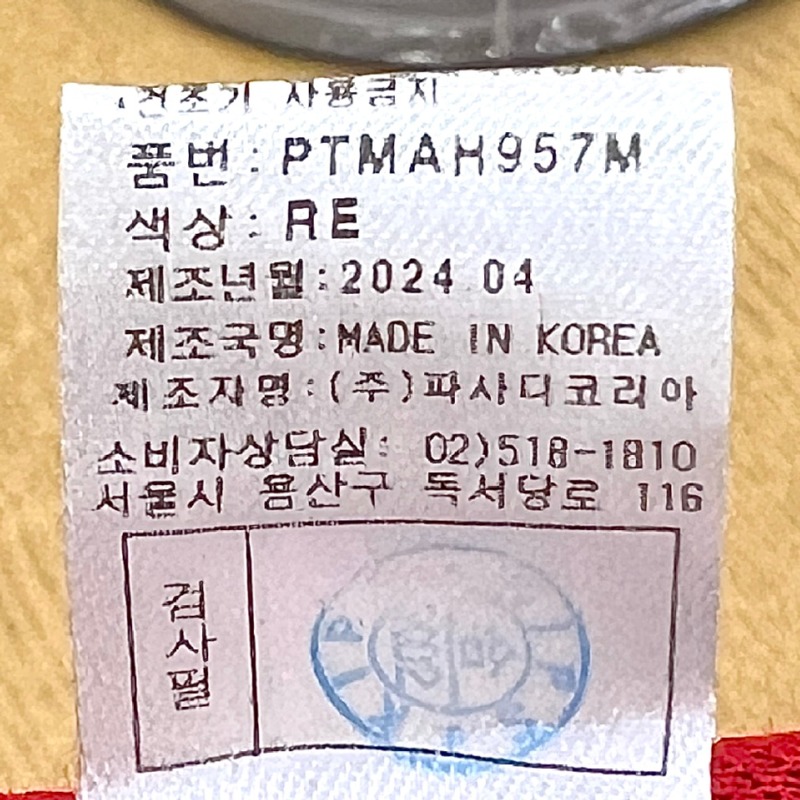 건조기 사용금지
품번: PTMAH957M
색상: RE
제조년월:2024 04
제조국명:MADE IN KOREA
제조자명:(주)파사디코리아
소비자상담실: 02)518-1810
서울시 용산구 독서당로 116
검사필